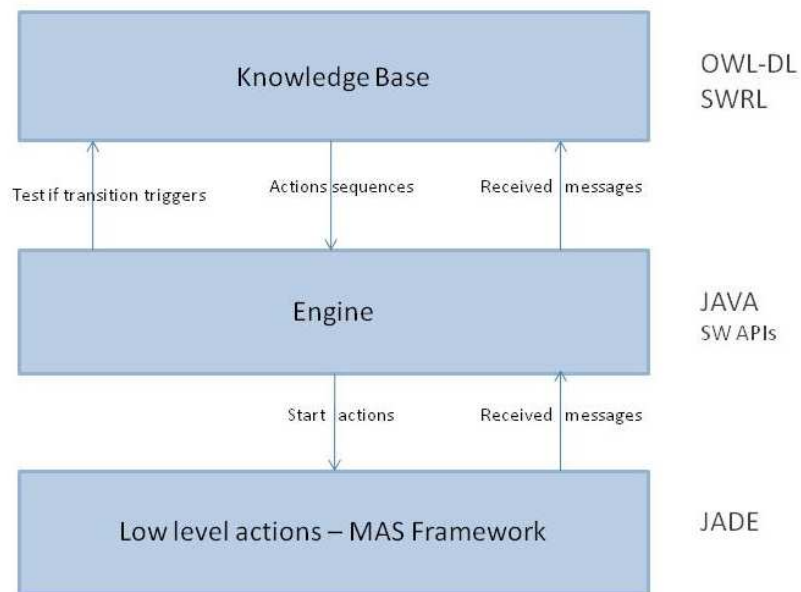 Knowledge Base
OWL-DL
SWRL
Test if transition triggers
Actions sequences
Received messages
Engine
JAVA
SW APIs
Start actions
Received messages
Low level actions – MAS Framework
JADE